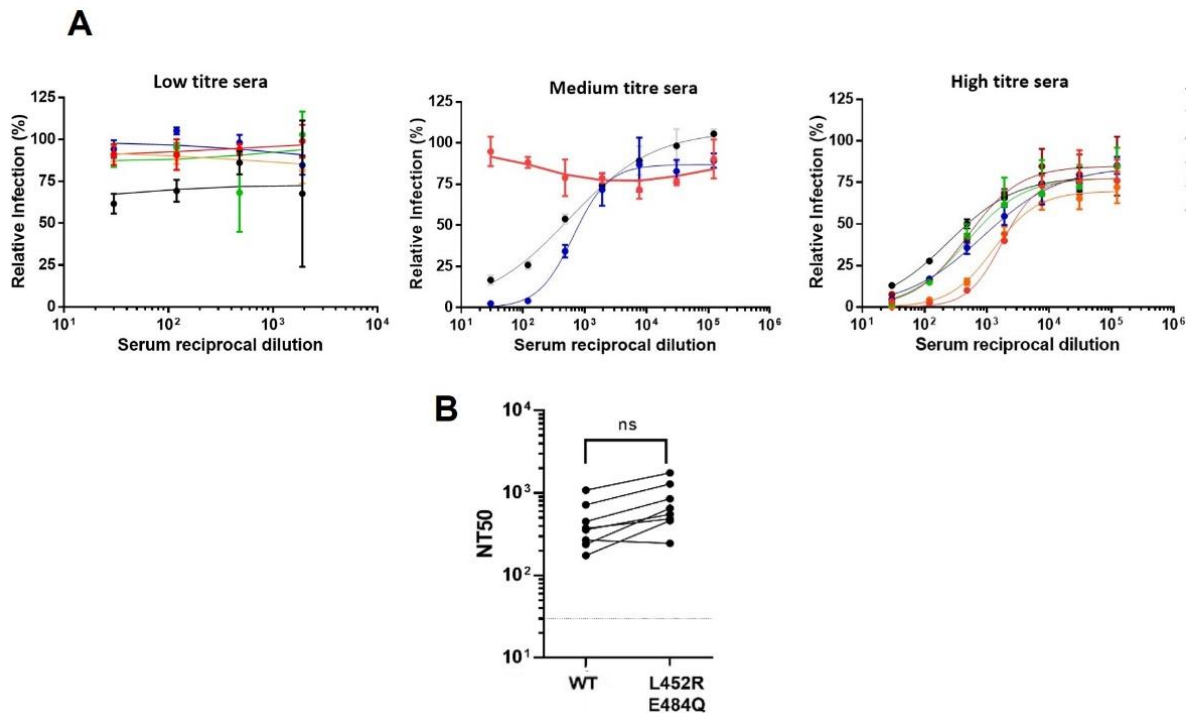 A
Low titre sera
Medium titre sera
High titre sera
Relative Infection (%)
125
100
75
50
25
0
10¹ 10² 10³ 10⁴
Serum reciprocal dilution
Relative Infection (%)
125
100
75
50
25
0
10¹ 10² 10³ 10⁴ 10⁵ 10⁶
Serum reciprocal dilution
Relative Infection (%)
125
100
75
50
25
0
10¹ 10² 10³ 10⁴ 10⁵ 10⁶
Serum reciprocal dilution
B
ns
NT50
10⁴
10³
10²
10¹
WT
L452R
E484Q